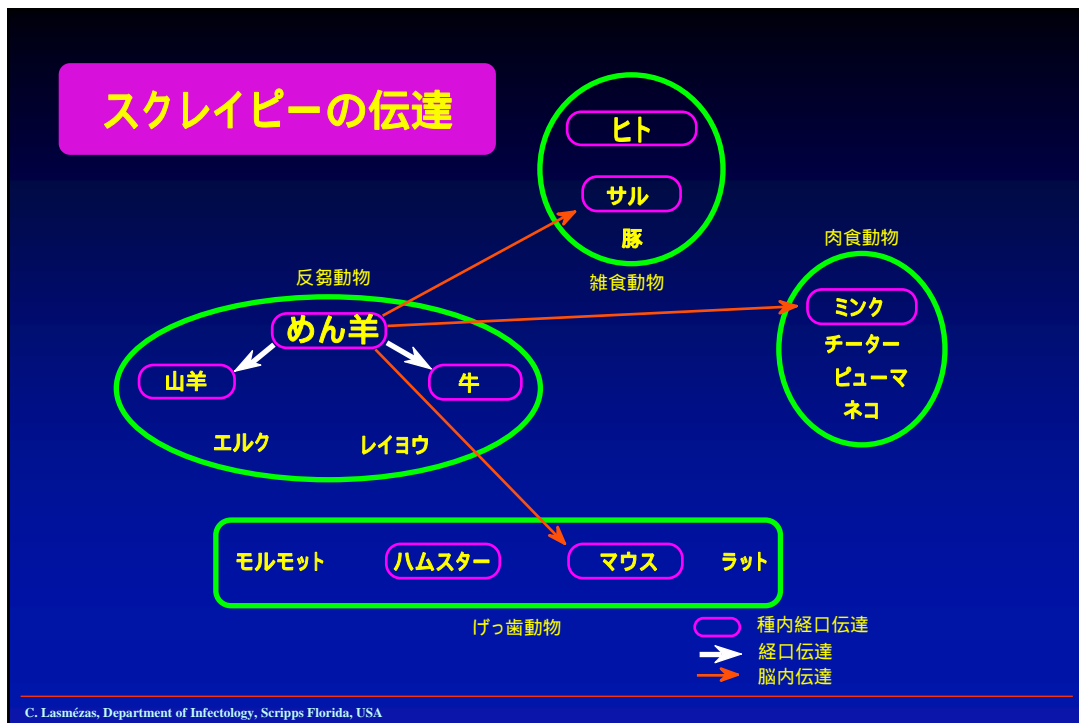 スクレイピーの伝達
ヒト
サル
豚
雑食動物
肉食動物
ミンク
チーター
ピューマ
ネコ
反芻動物
めん羊
山羊
牛
エルク
レイヨウ
モルモット
ハムスター
マウス
ラット
げっ歯動物
種内経口伝達
経口伝達
脳内伝達
C. Lasmézas, Department of Infectology, Scripps Florida, USA